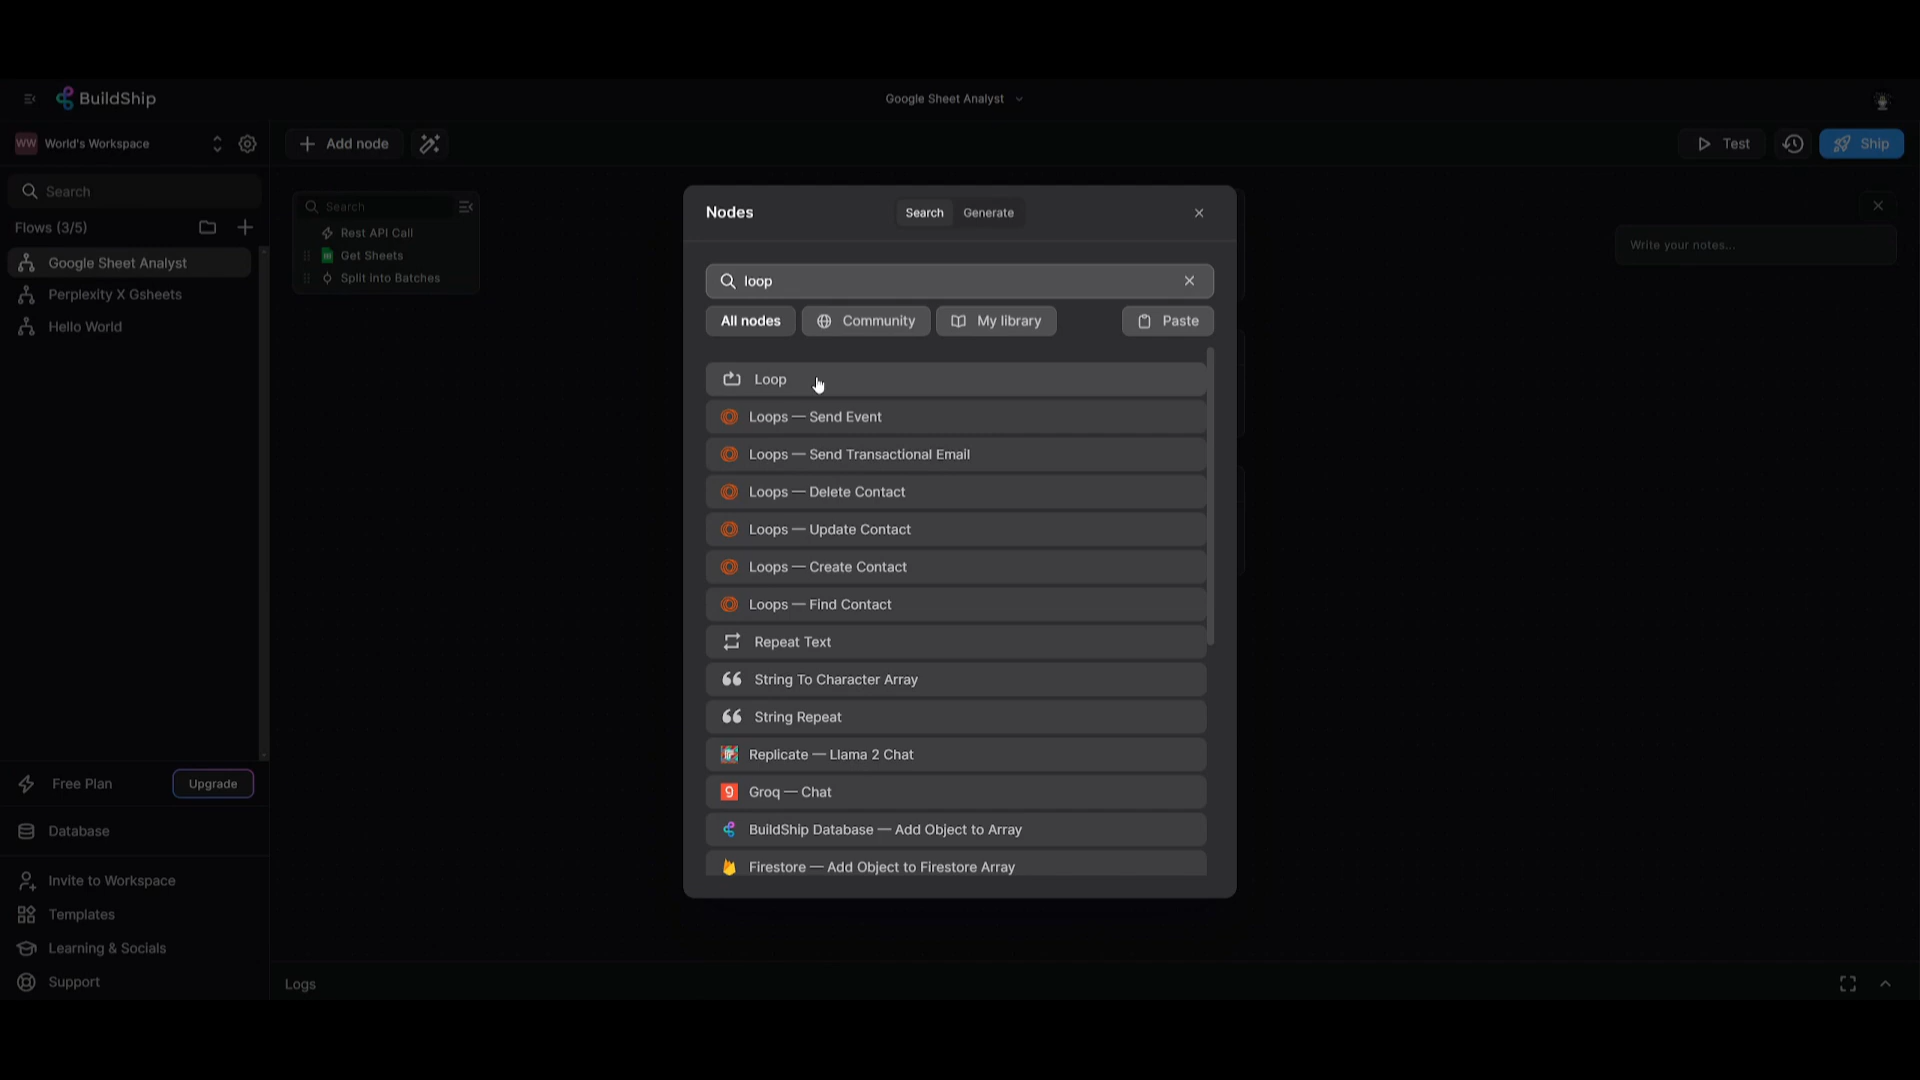 BuildShip
Google Sheet Analyst
WW World's Workspace
Add node
Test
Ship
Search
Flows (3/5)
Google Sheet Analyst
Perplexity X Gsheets
Hello World
Search
Rest API Call
Get Sheets
Split into Batches
Nodes
Search
Generate
loop
All nodes
Community
My library
Paste
Loop
Loops — Send Event
Loops — Send Transactional Email
Loops — Delete Contact
Loops — Update Contact
Loops — Create Contact
Loops — Find Contact
Repeat Text
String To Character Array
String Repeat
Replicate — Llama 2 Chat
Groq — Chat
BuildShip Database — Add Object to Array
Firestore — Add Object to Firestore Array
Write your notes...
Free Plan
Upgrade
Database
Invite to Workspace
Templates
Learning & Socials
Support
Logs